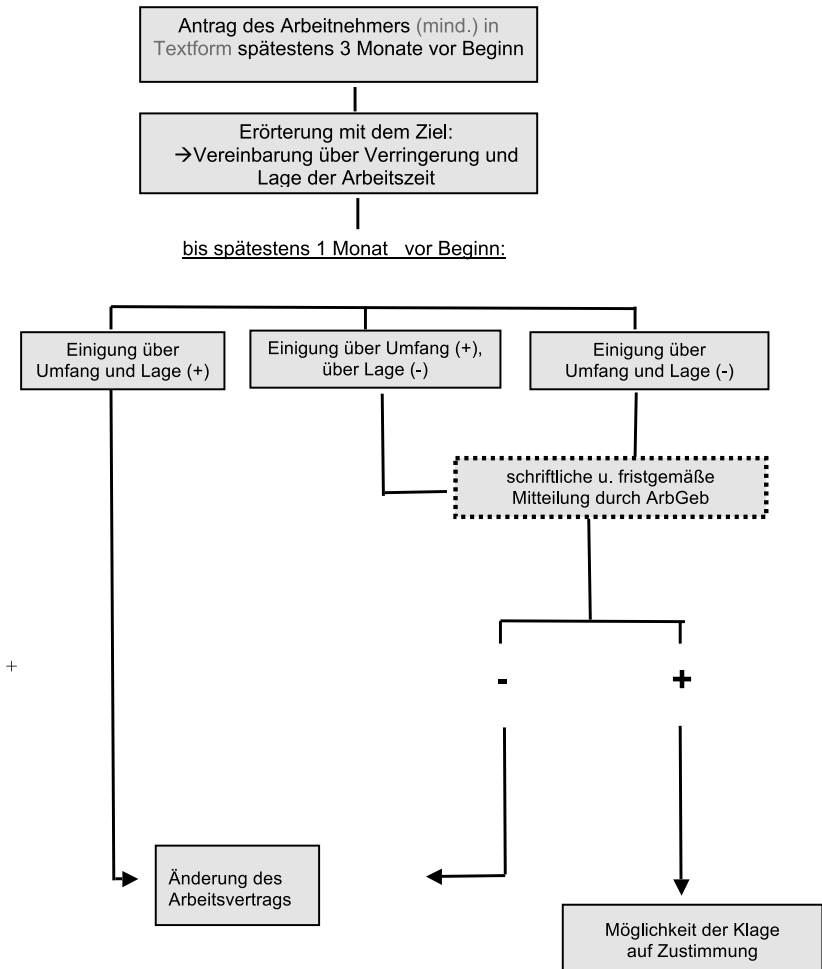 Antrag des Arbeitnehmers (mind.) in
Textform spätestens 3 Monate vor Beginn
Erörterung mit dem Ziel:
→Vereinbarung über Verringerung und
Lage der Arbeitszeit
bis spätestens 1 Monat vor Beginn:
Einigung über
Umfang und Lage (+)
Einigung über Umfang (+),
über Lage (-)
Einigung über
Umfang und Lage (-)
schriftliche u. fristgemäße
Mitteilung durch ArbGeb
+
-
+
Änderung des
Arbeitsvertrags
Möglichkeit der Klage
auf Zustimmung